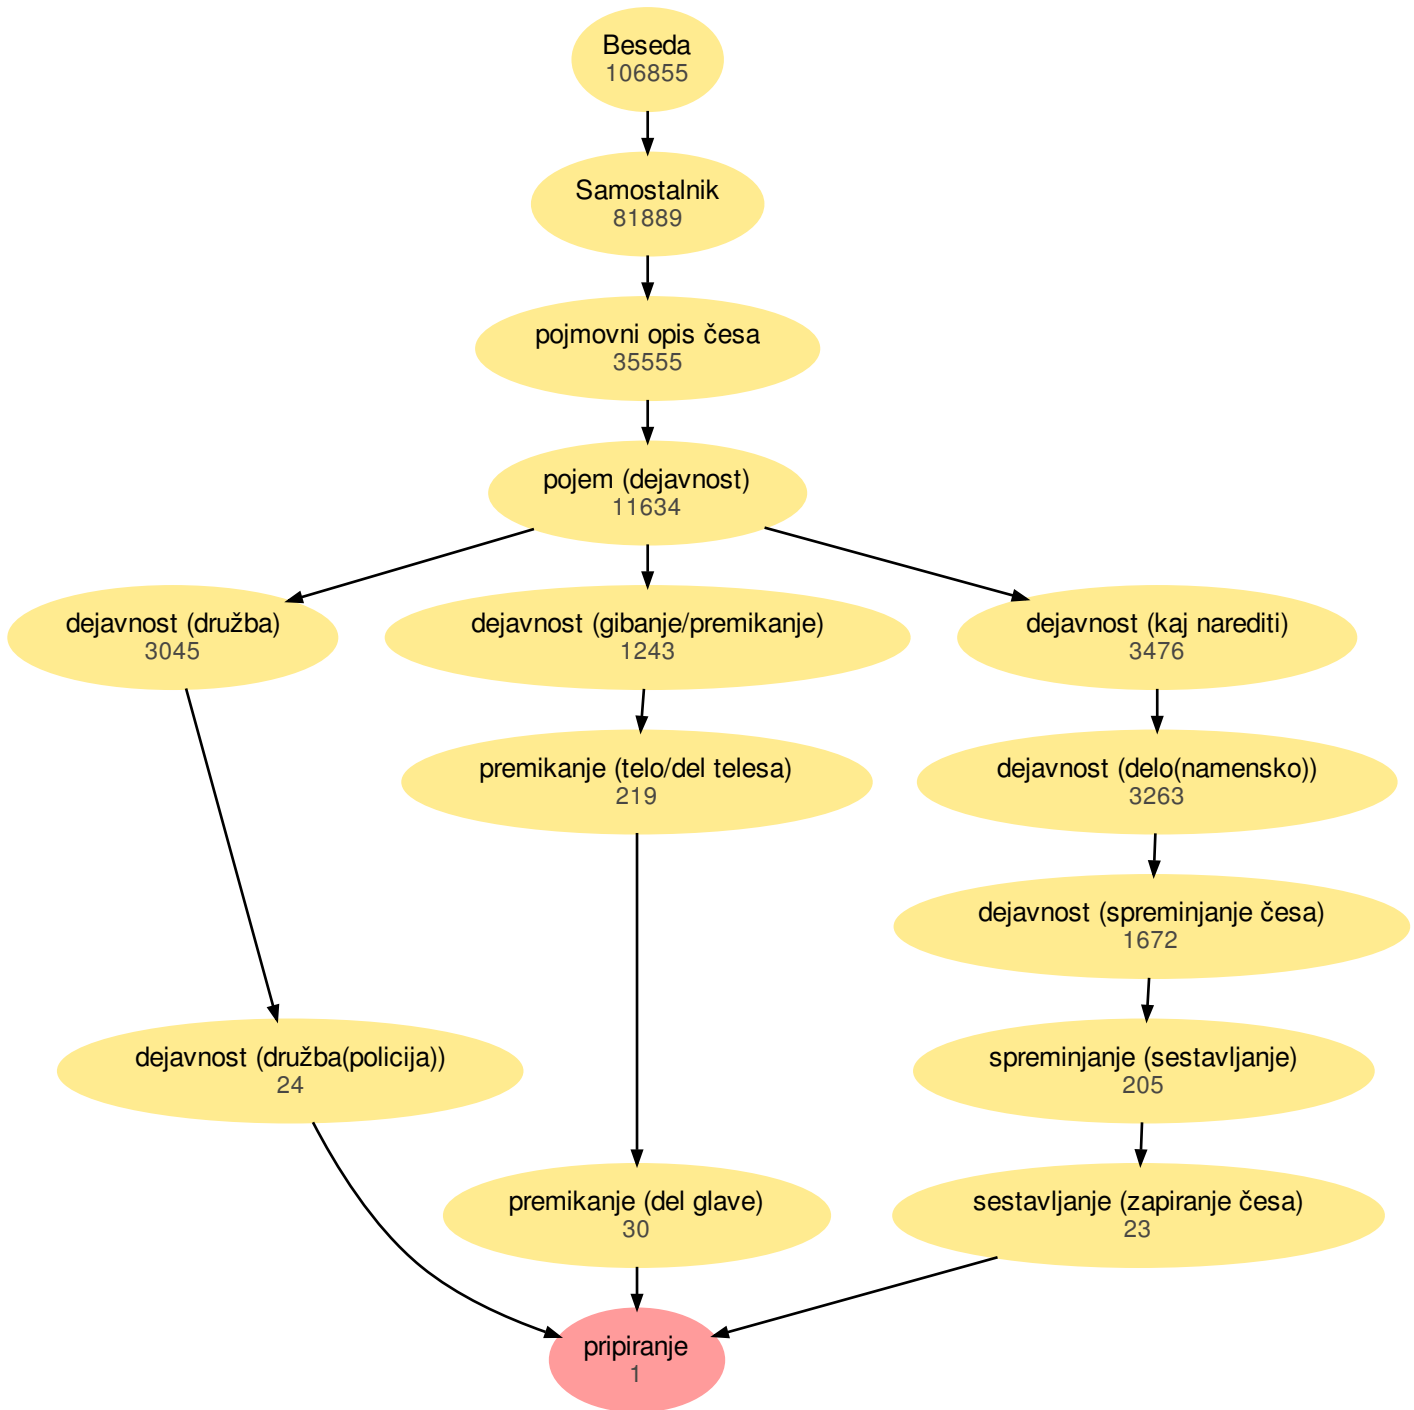 Beseda
106855
Samostalnik
81889
pojmovni opis česa
35555
pojem (dejavnost)
11634
dejavnost (družba)
3045
dejavnost (gibanje/premikanje)
1243
dejavnost (kaj narediti)
3476
premikanje (telo/del telesa)
219
dejavnost (delo(namensko))
3263
dejavnost (spreminjanje česa)
1672
dejavnost (družba(policija))
24
spreminjanje (sestavljanje)
205
premikanje (del glave)
30
sestavljanje (zapiranje česa)
23
pripiranje
1